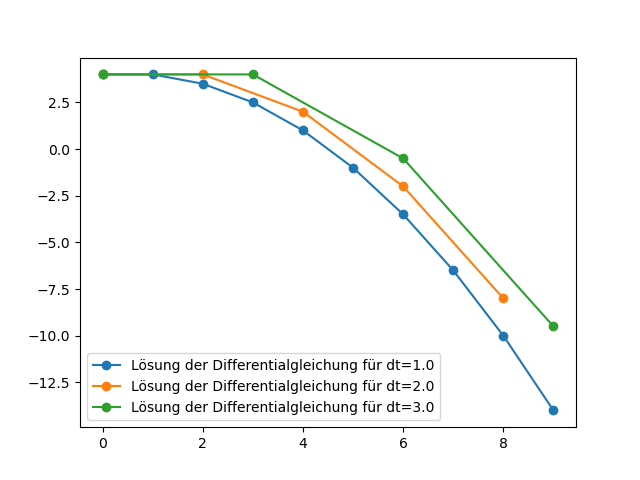 2.5
0.0
−2.5
−5.0
−7.5
−10.0
−12.5
Lösung der Differentialgleichung für dt=1.0
Lösung der Differentialgleichung für dt=2.0
Lösung der Differentialgleichung für dt=3.0
0 2 4 6 8